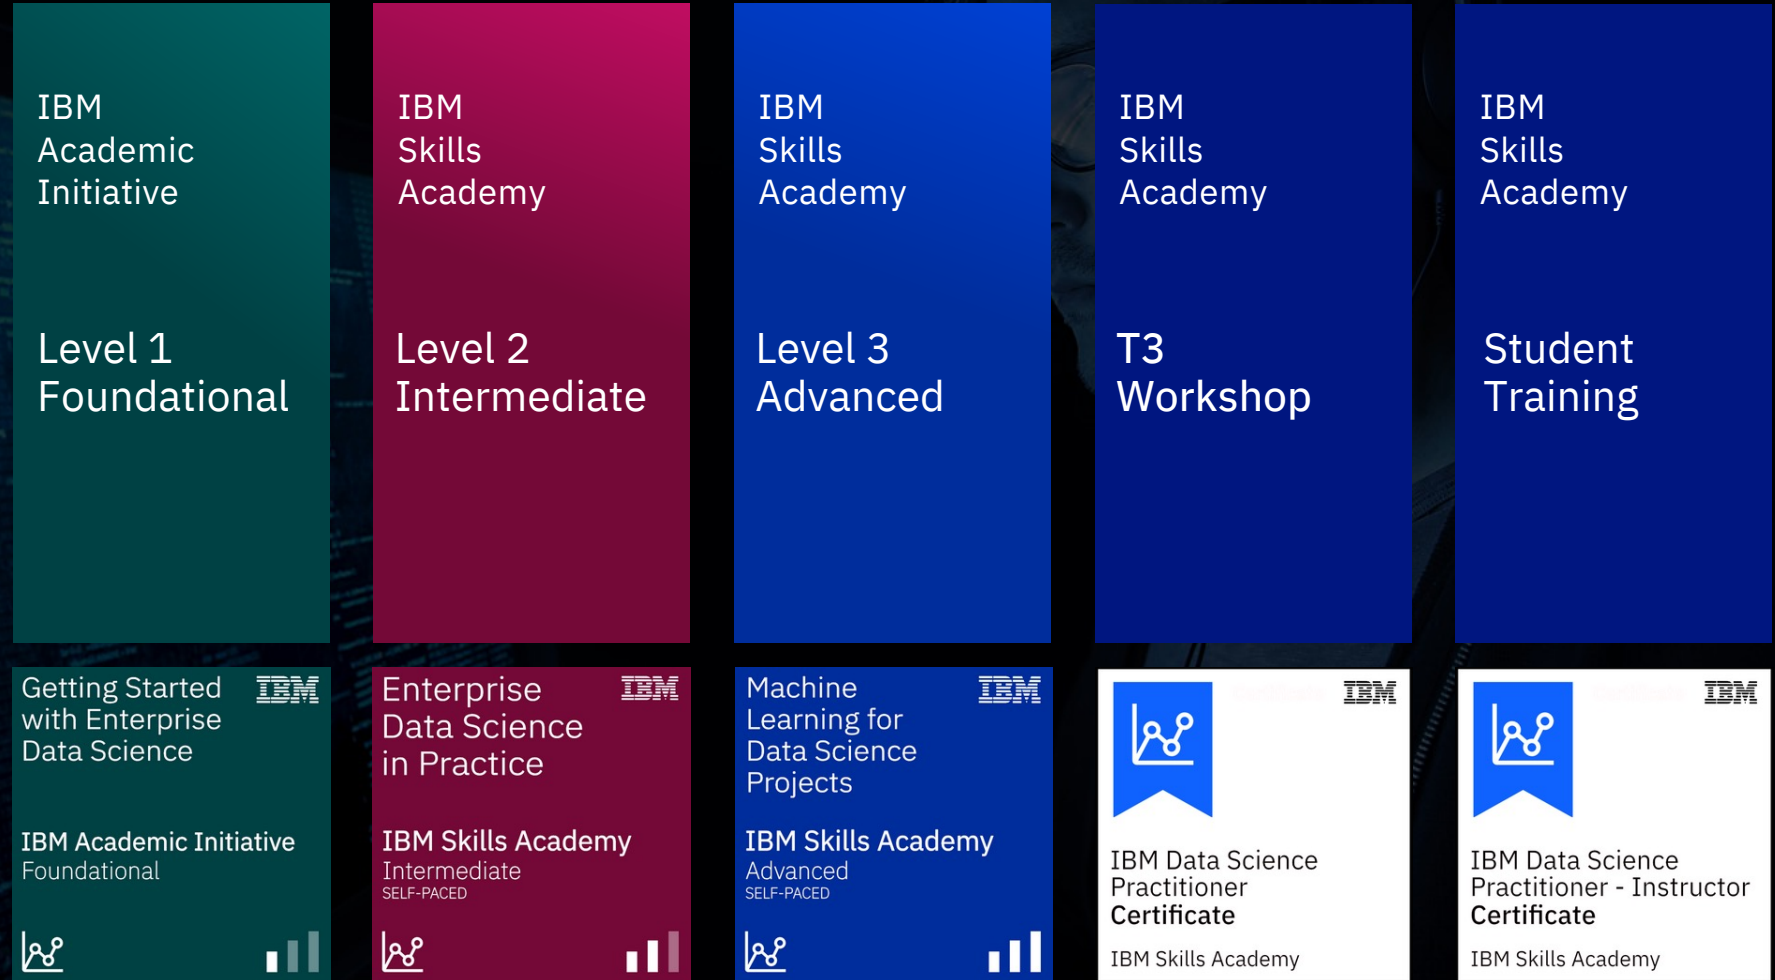 IBM
Academic
Initiative
Level 1
Foundational
IBM
Skills
Academy
Level 2
Intermediate
IBM
Skills
Academy
Level 3
Advanced
IBM
Skills
Academy
T3
Workshop
IBM
Skills
Academy
Student
Training
Getting Started
with Enterprise
Data Science
IBM
IBM Academic Initiative
Foundational
Enterprise
Data Science
in Practice
IBM
IBM Skills Academy
Intermediate
SELF-PACED
Machine
Learning for
Data Science
Projects
IBM
IBM Skills Academy
Advanced
SELF-PACED
IBM
IBM Data Science
Practitioner
Certificate
IBM Skills Academy
IBM
IBM Data Science
Practitioner - Instructor
Certificate
IBM Skills Academy